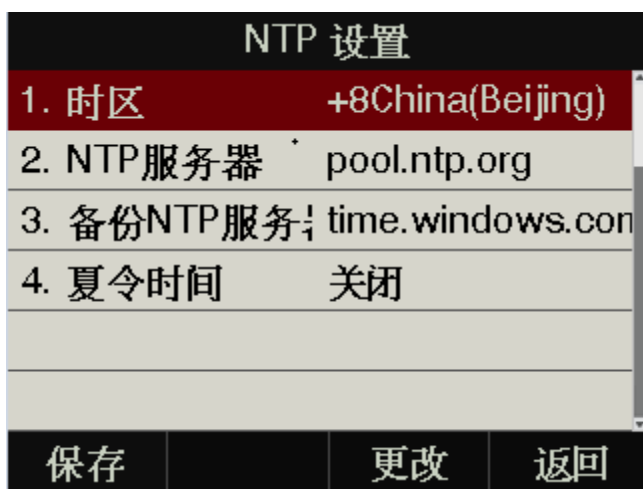 NTP 设置
1. 时区 +8China(Beijing)
2. NTP服务器 pool.ntp.org
3. 备份NTP服务 time.windows.com
4. 夏令时间 关闭
保存 更改 返回